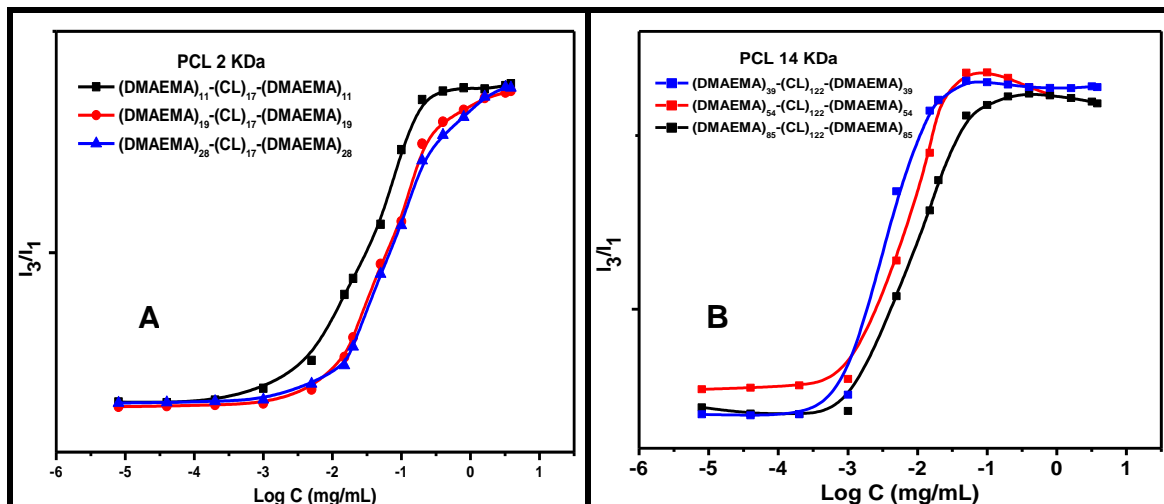 PCL 2 KDa
(DMAEMA)₁₁-(CL)₁₇-(DMAEMA)₁₁
(DMAEMA)₁₉-(CL)₁₇-(DMAEMA)₁₉
(DMAEMA)₂₈-(CL)₁₇-(DMAEMA)₂₈
I₃/I₁
A
-6 -5 -4 -3 -2 -1 0 1
Log C (mg/mL)
PCL 14 KDa
(DMAEMA)₃₉-(CL)₁₂₂-(DMAEMA)₃₉
(DMAEMA)₅₄-(CL)₁₂₂-(DMAEMA)₅₄
(DMAEMA)₈₅-(CL)₁₂₂-(DMAEMA)₈₅
I₃/I₁
B
-6 -5 -4 -3 -2 -1 0 1
Log C (mg/mL)